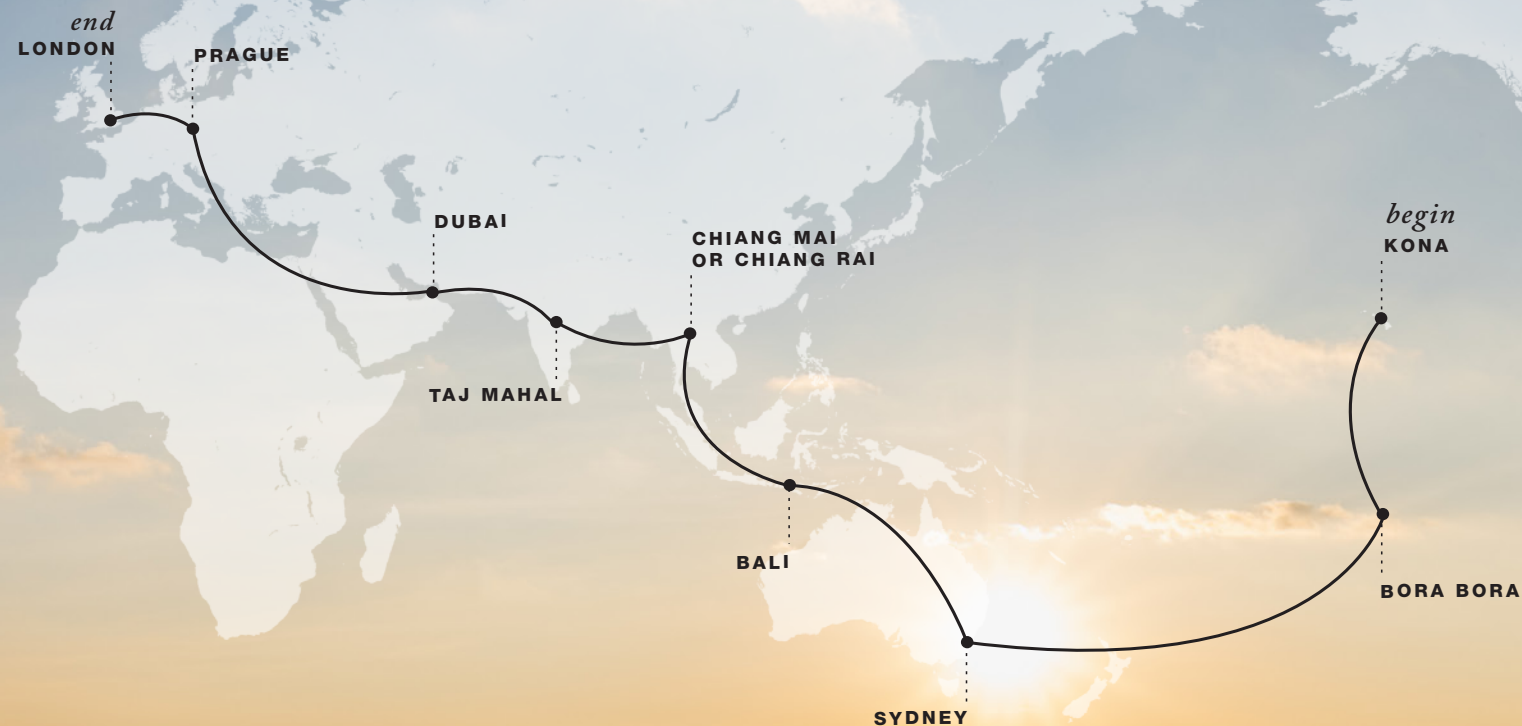 end
LONDON
PRAGUE
DUBAI
CHIANG MAI
OR CHIANG RAI
begin
KONA
TAJ MAHAL
BALI
BORA BORA
SYDNEY